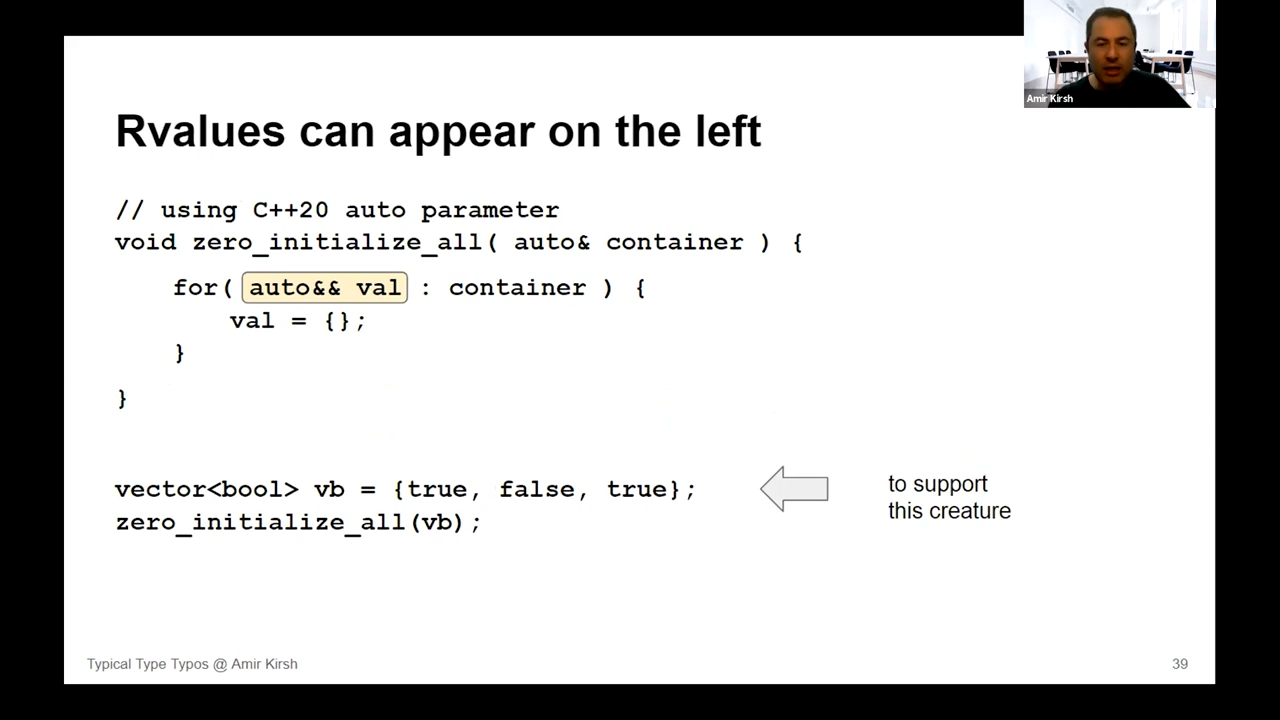 Amir Kirsh
Rvalues can appear on the left
// using C++20 auto parameter
void zero_initialize_all( auto& container ) {
for( auto&& val : container ) {
val = {};
}
}
vector<bool> vb = {true, false, true};
zero_initialize_all(vb);
to support
this creature
Typical Type Typos @ Amir Kirsh
39